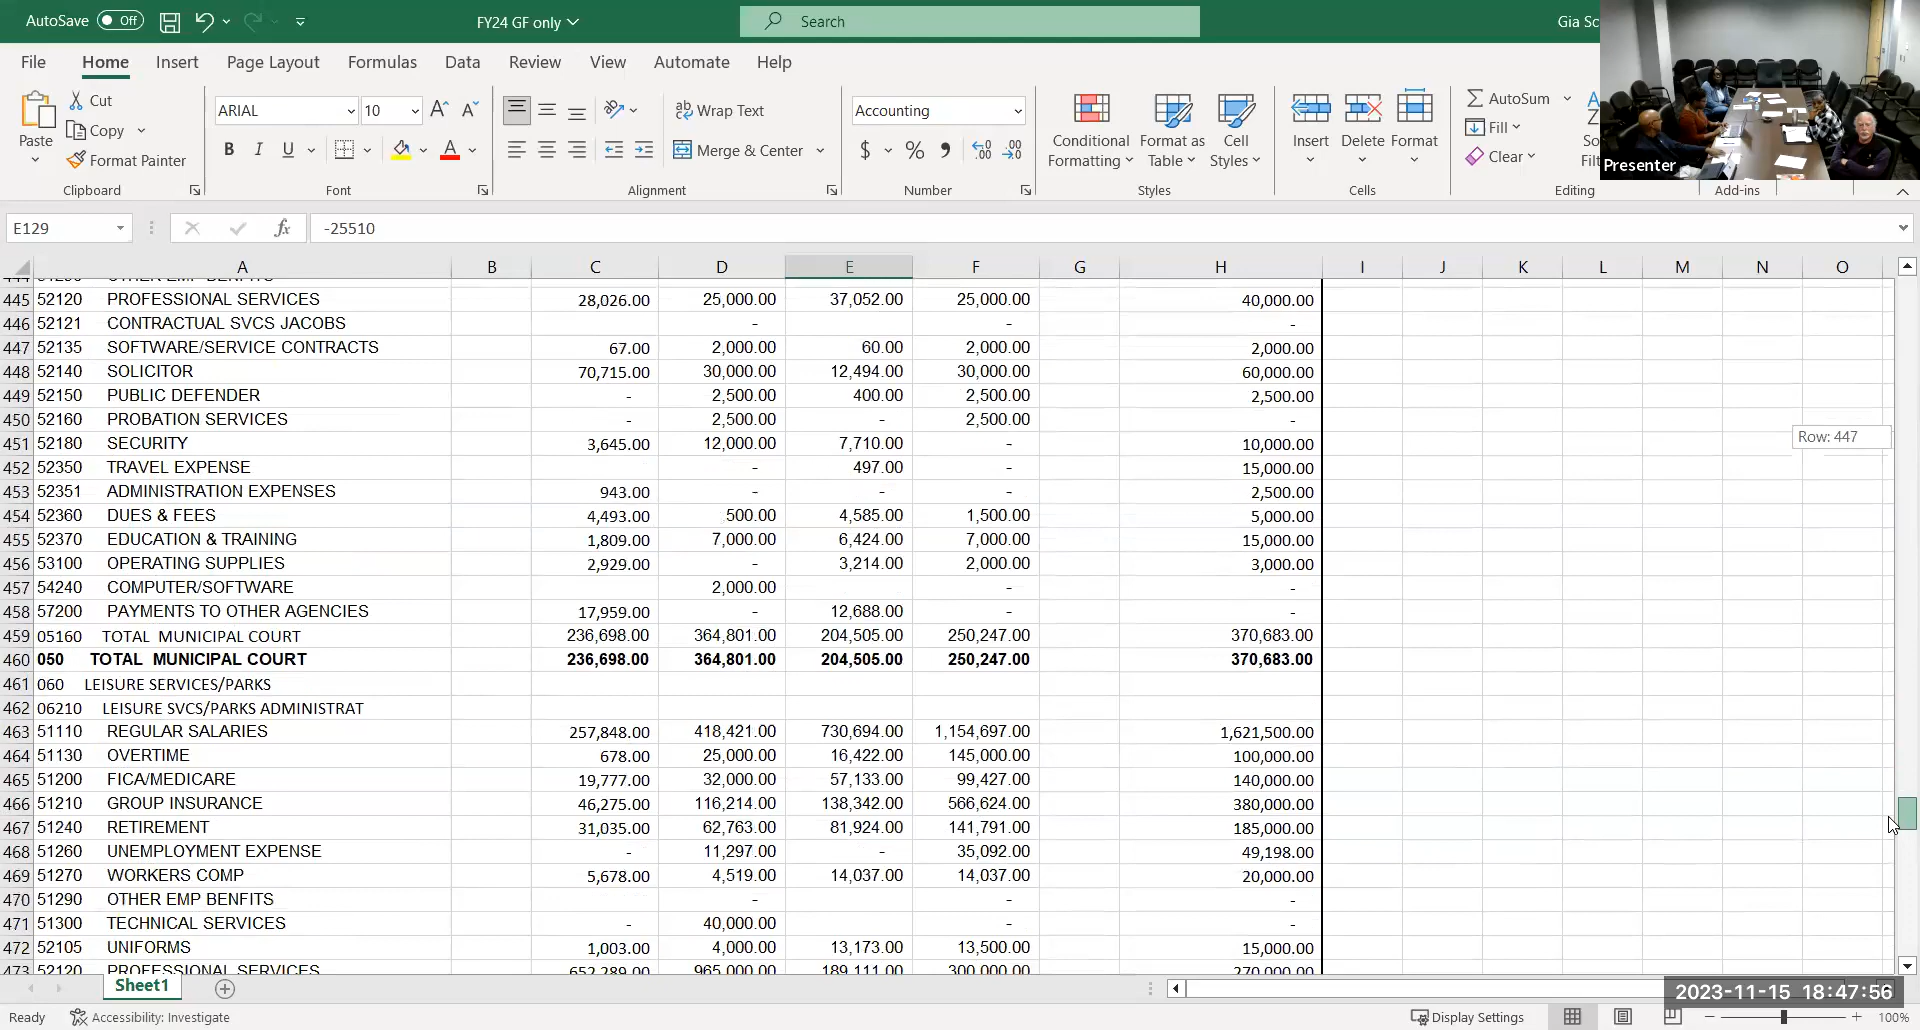 AutoSave Off FY24 GF only Search Gia Sc
File Home Insert Page Layout Formulas Data Review View Automate Help
Paste Cut Copy Format Painter Clipboard
ARIAL 10 B I U Font
Wrap Text Merge & Center Alignment
Accounting $ % Number
Conditional Formatting Format as Table Cell Styles Styles
Insert Delete Format Cells
AutoSum Fill Clear Editing
Add-ins
Presenter
E129 fx -25510
A B C D E F G H I J K L M N O
445 52120 PROFESSIONAL SERVICES 28,026.00 25,000.00 37,052.00 25,000.00 40,000.00
446 52121 CONTRACTUAL SVCS JACOBS - - -
447 52135 SOFTWARE/SERVICE CONTRACTS 67.00 2,000.00 60.00 2,000.00 2,000.00
448 52140 SOLICITOR 70,715.00 30,000.00 12,494.00 30,000.00 60,000.00
449 52150 PUBLIC DEFENDER - 2,500.00 400.00 2,500.00 2,500.00
450 52160 PROBATION SERVICES - 2,500.00 - 2,500.00 -
451 52180 SECURITY 3,645.00 12,000.00 7,710.00 - 10,000.00
Row: 447
452 52350 TRAVEL EXPENSE - 497.00 - 15,000.00
453 52351 ADMINISTRATION EXPENSES 943.00 - - - 2,500.00
454 52360 DUES & FEES 4,493.00 500.00 4,585.00 1,500.00 5,000.00
455 52370 EDUCATION & TRAINING 1,809.00 7,000.00 6,424.00 7,000.00 15,000.00
456 53100 OPERATING SUPPLIES 2,929.00 - 3,214.00 2,000.00 3,000.00
457 54240 COMPUTER/SOFTWARE 2,000.00 - -
458 57200 PAYMENTS TO OTHER AGENCIES 17,959.00 - 12,688.00 - -
459 05160 TOTAL MUNICIPAL COURT 236,698.00 364,801.00 204,505.00 250,247.00 370,683.00
460 050 TOTAL MUNICIPAL COURT 236,698.00 364,801.00 204,505.00 250,247.00 370,683.00
461 060 LEISURE SERVICES/PARKS
462 06210 LEISURE SVCS/PARKS ADMINISTRAT
463 51110 REGULAR SALARIES 257,848.00 418,421.00 730,694.00 1,154,697.00 1,621,500.00
464 51130 OVERTIME 678.00 25,000.00 16,422.00 145,000.00 100,000.00
465 51200 FICA/MEDICARE 19,777.00 32,000.00 57,133.00 99,427.00 140,000.00
466 51210 GROUP INSURANCE 46,275.00 116,214.00 138,342.00 566,624.00 380,000.00
467 51240 RETIREMENT 31,035.00 62,763.00 81,924.00 141,791.00 185,000.00
468 51260 UNEMPLOYMENT EXPENSE - 11,297.00 - 35,092.00 49,198.00
469 51270 WORKERS COMP 5,678.00 4,519.00 14,037.00 14,037.00 20,000.00
470 51290 OTHER EMP BENFITS - - -
471 51300 TECHNICAL SERVICES - 40,000.00 - -
472 52105 UNIFORMS 1,003.00 4,000.00 13,173.00 13,500.00 15,000.00
473 52120 PROFESSIONAL SERVICES 652,289.00 965,000.00 189,111.00 300,000.00 270,000.00
Sheet1
2023-11-15 18:47:56
Ready Accessibility: Investigate Display Settings 100%